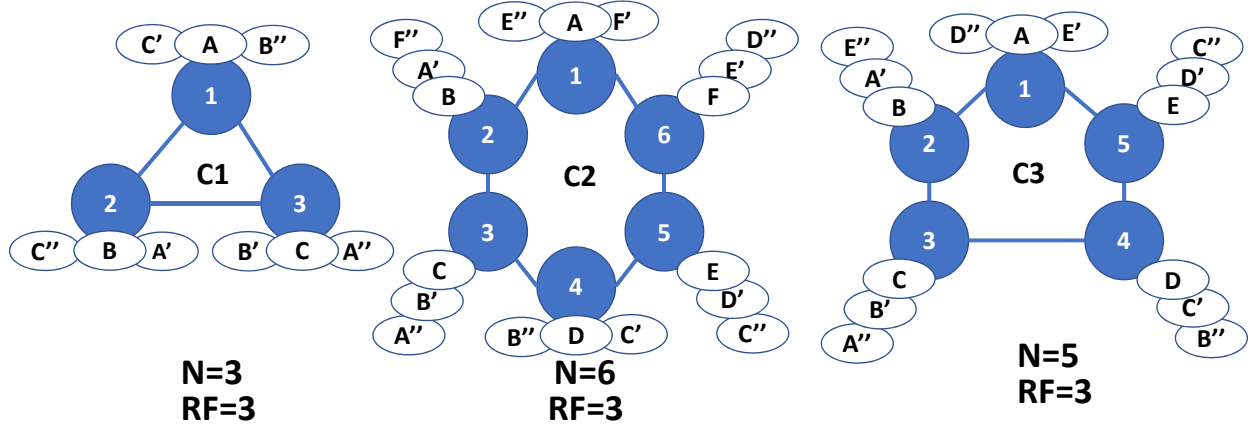 C′ A B′′
1
C1
2
3
C′′ B A′
B′ C A′′
N=3
RF=3
E′′ A F′
F′′
A′
B
D′′
E′
F
1
2
6
C2
3
5
4
C
B′
A′′
E
D′
C′′
B′′ D C′
N=6
RF=3
D′′ A E′
E′′
A′
B
C′′
D′
E
1
2
5
C3
3
4
C
B′
A′′
D
C′
B′′
N=5
RF=3